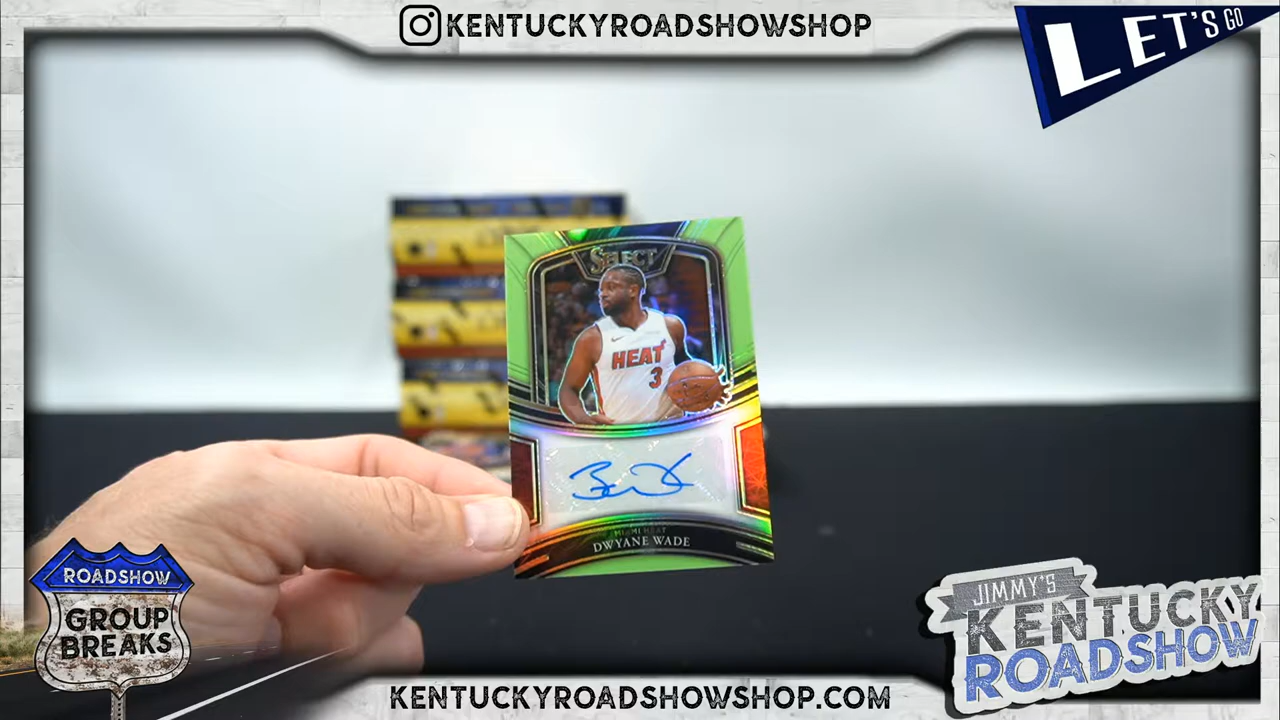 KENTUCKYROADSHOWSHOP
LET'S GO
SELECT
HEAT
3
MIAMI HEAT
DWYANE WADE
ROADSHOW
GROUP
BREAKS
JIMMY'S
KENTUCKY
ROADSHOW
KENTUCKYROADSHOWSHOP.COM